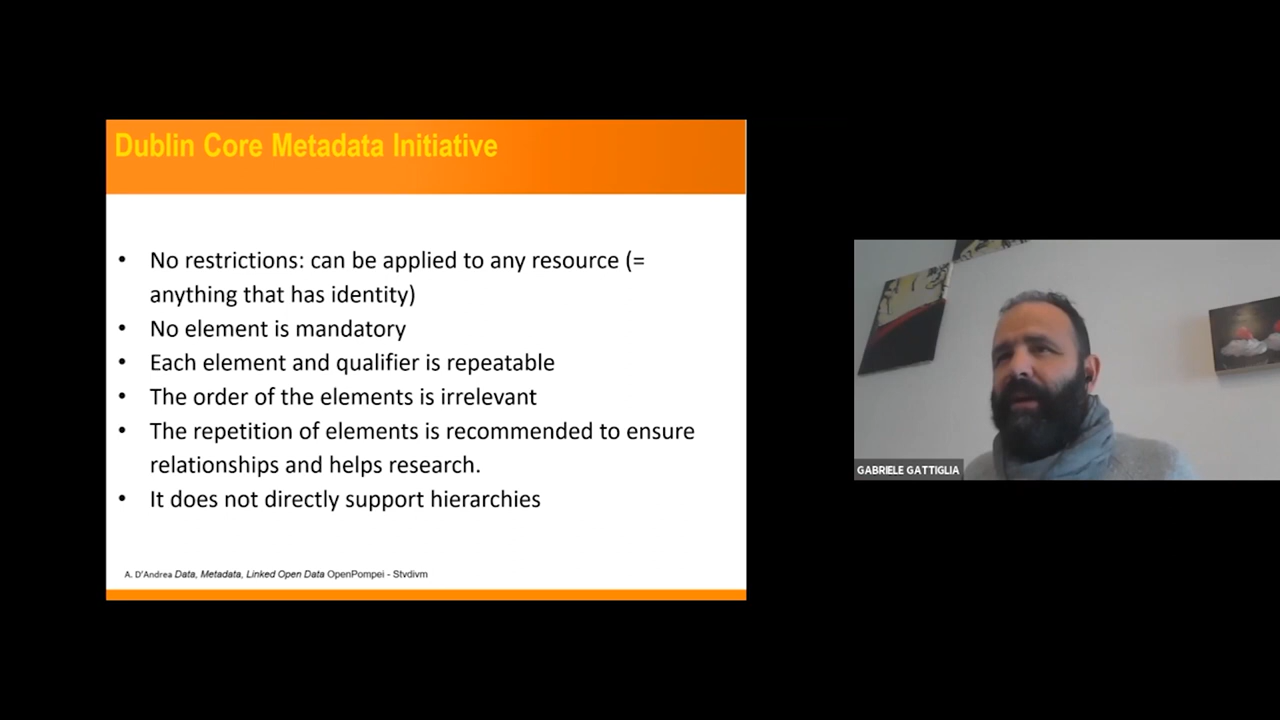 Dublin Core Metadata Initiative
• No restrictions: can be applied to any resource (=
anything that has identity)
• No element is mandatory
• Each element and qualifier is repeatable
• The order of the elements is irrelevant
• The repetition of elements is recommended to ensure
relationships and helps research.
• It does not directly support hierarchies
A. D'Andrea Data, Metadata, Linked Open Data OpenPompei - Stvdivm
GABRIELE GATTIGLIA